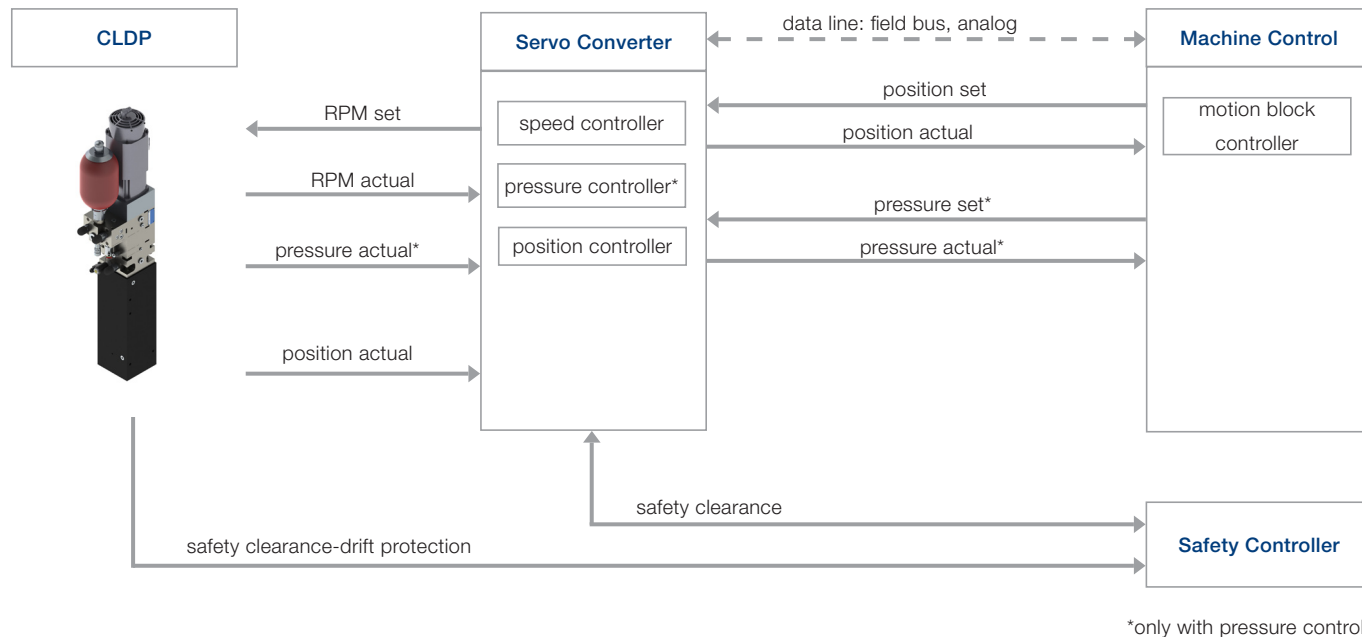 CLDP
Servo Converter
data line: field bus, analog
Machine Control
RPM set
speed controller
position set
motion block
controller
position actual
RPM actual
pressure controller*
pressure set*
pressure actual*
position controller
pressure actual*
position actual
safety clearance
safety clearance-drift protection
Safety Controller
*only with pressure control